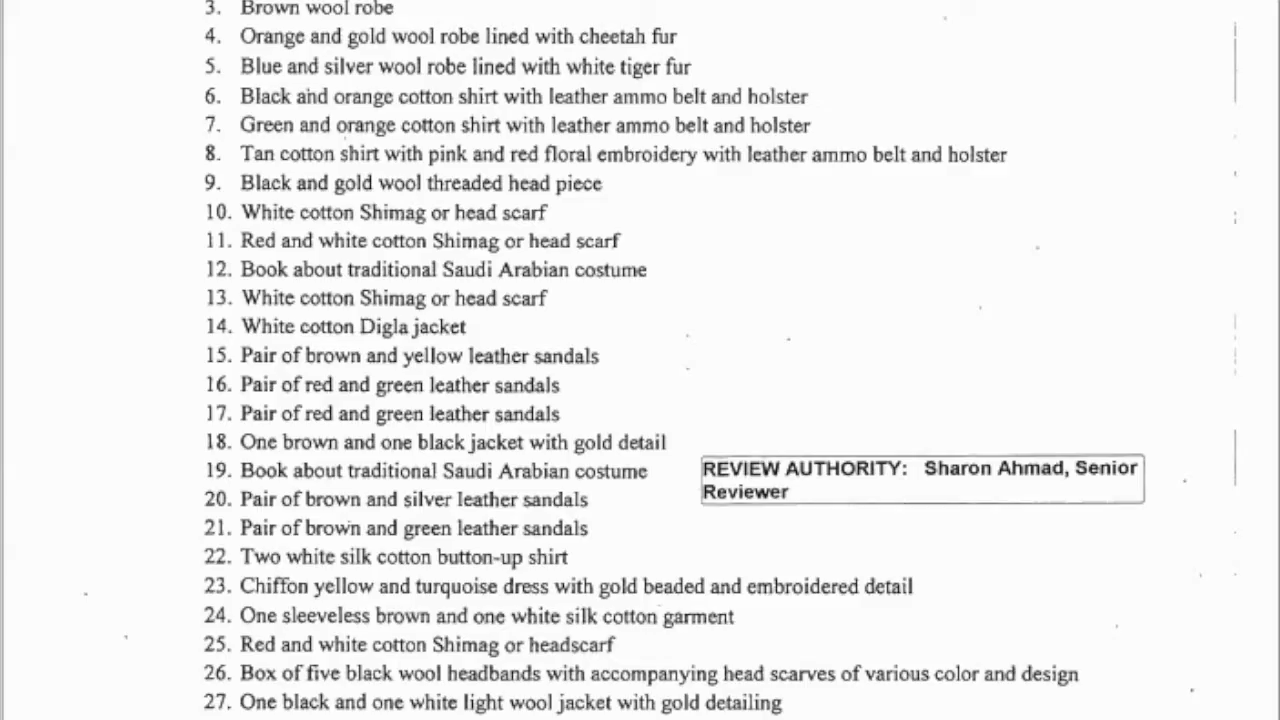 3. Brown wool robe
4. Orange and gold wool robe lined with cheetah fur
5. Blue and silver wool robe lined with white tiger fur
6. Black and orange cotton shirt with leather ammo belt and holster
7. Green and orange cotton shirt with leather ammo belt and holster
8. Tan cotton shirt with pink and red floral embroidery with leather ammo belt and holster
9. Black and gold wool threaded head piece
10. White cotton Shimag or head scarf
11. Red and white cotton Shimag or head scarf
12. Book about traditional Saudi Arabian costume
13. White cotton Shimag or head scarf
14. White cotton Digla jacket
15. Pair of brown and yellow leather sandals
16. Pair of red and green leather sandals
17. Pair of red and green leather sandals
18. One brown and one black jacket with gold detail
19. Book about traditional Saudi Arabian costume
REVIEW AUTHORITY: Sharon Ahmad, Senior
Reviewer
20. Pair of brown and silver leather sandals
21. Pair of brown and green leather sandals
22. Two white silk cotton button-up shirt
23. Chiffon yellow and turquoise dress with gold beaded and embroidered detail
24. One sleeveless brown and one white silk cotton garment
25. Red and white cotton Shimag or headscarf
26. Box of five black wool headbands with accompanying head scarves of various color and design
27. One black and one white light wool jacket with gold detailing